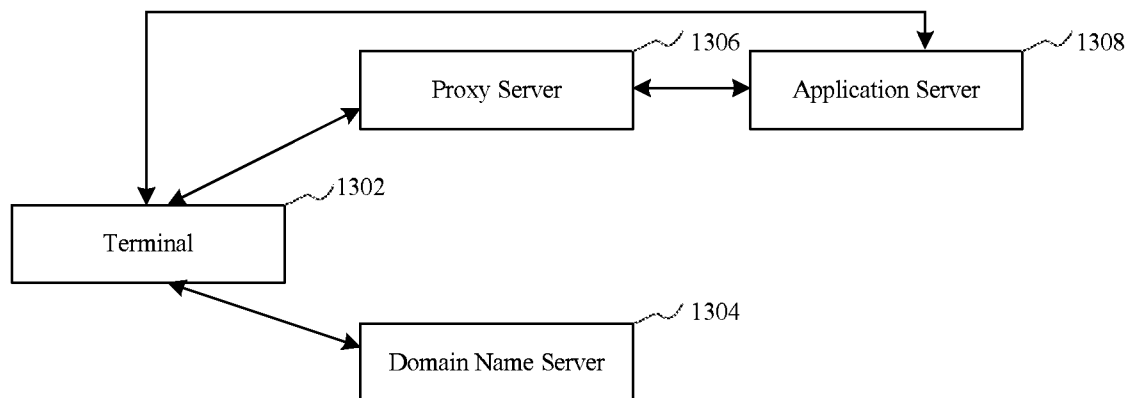 1306
1308
Proxy Server
Application Server
1302
Terminal
1304
Domain Name Server